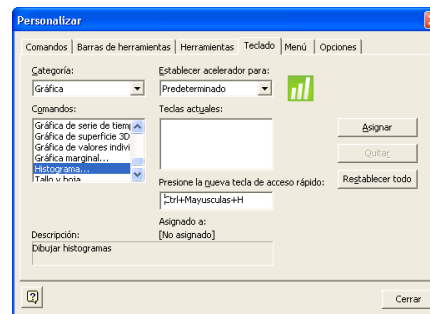 Personalizar
Comandos Barras de herramientas Herramientas Teclado Menú Opciones
Categoría: Establecer acelerador para:
Gráfica Predeterminado
Comandos: Teclas actuales:
Gráfica de serie de tiemp
Gráfica de superficie 3D
Gráfica de valores indivi
Gráfica marginal...
Histograma...
Tallo y hoja
Asignar
Quitar
Restablecer todo
Presione la nueva tecla de acceso rápido:
Ctrl+Mayusculas+H
Asignado a:
Descripción: [No asignado]
Dibujar histogramas
Cerrar